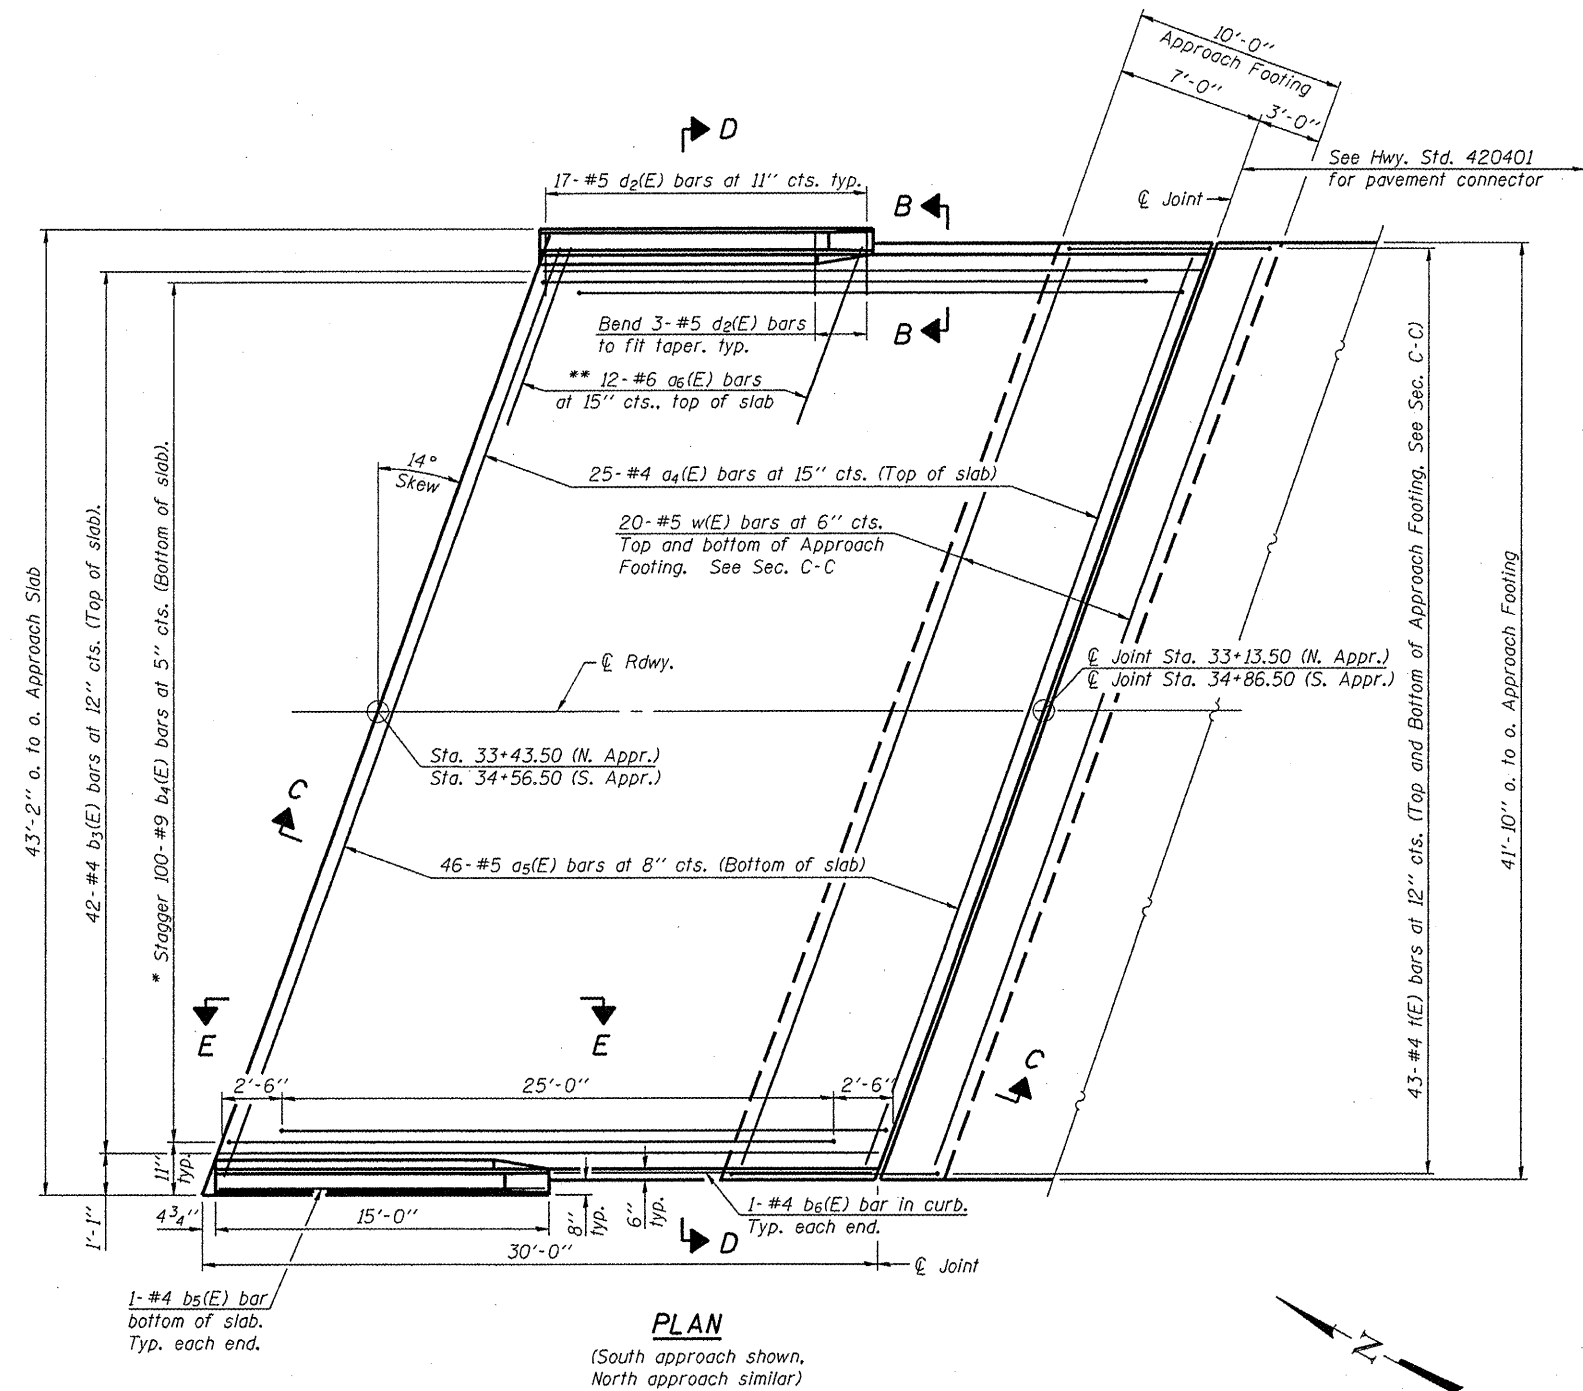 10'-0"
Approach Footing
7'-0"
3'-0"
D
See Hwy. Std. 420401
for pavement connector
17-#5 d2(E) bars at 11" cts. typ.
B
℄ Joint
Bend 3-#5 d2(E) bars
to fit taper. typ.
B
** 12-#6 a6(E) bars
at 15" cts., top of slab
14°
Skew
25-#4 a4(E) bars at 15" cts. (Top of slab)
20-#5 w(E) bars at 6" cts.
Top and bottom of Approach
Footing. See Sec. C-C
43'-2" o. to o. Approach Slab
42-#4 b3(E) bars at 12" cts. (Top of slab).
* Stagger 100-#9 b4(E) bars at 5" cts. (Bottom of slab).
43-#4 t(E) bars at 12" cts. (Top and Bottom of Approach Footing. See Sec. C-C)
41'-10" o. to o. Approach Footing
℄ Rdwy.
℄ Joint Sta. 33+13.50 (N. Appr.)
℄ Joint Sta. 34+86.50 (S. Appr.)
Sta. 33+43.50 (N. Appr.)
Sta. 34+56.50 (S. Appr.)
C
46-#5 a5(E) bars at 8" cts. (Bottom of slab)
E
E
C
2'-6"
25'-0"
2'-6"
11"
typ.
1'-1"
4¾"
15'-0"
8"
typ.
6"
typ.
1-#4 b6(E) bar in curb.
Typ. each end.
D
30'-0"
℄ Joint
1-#4 b5(E) bar
bottom of slab.
Typ. each end.
PLAN
(South approach shown,
North approach similar)
N